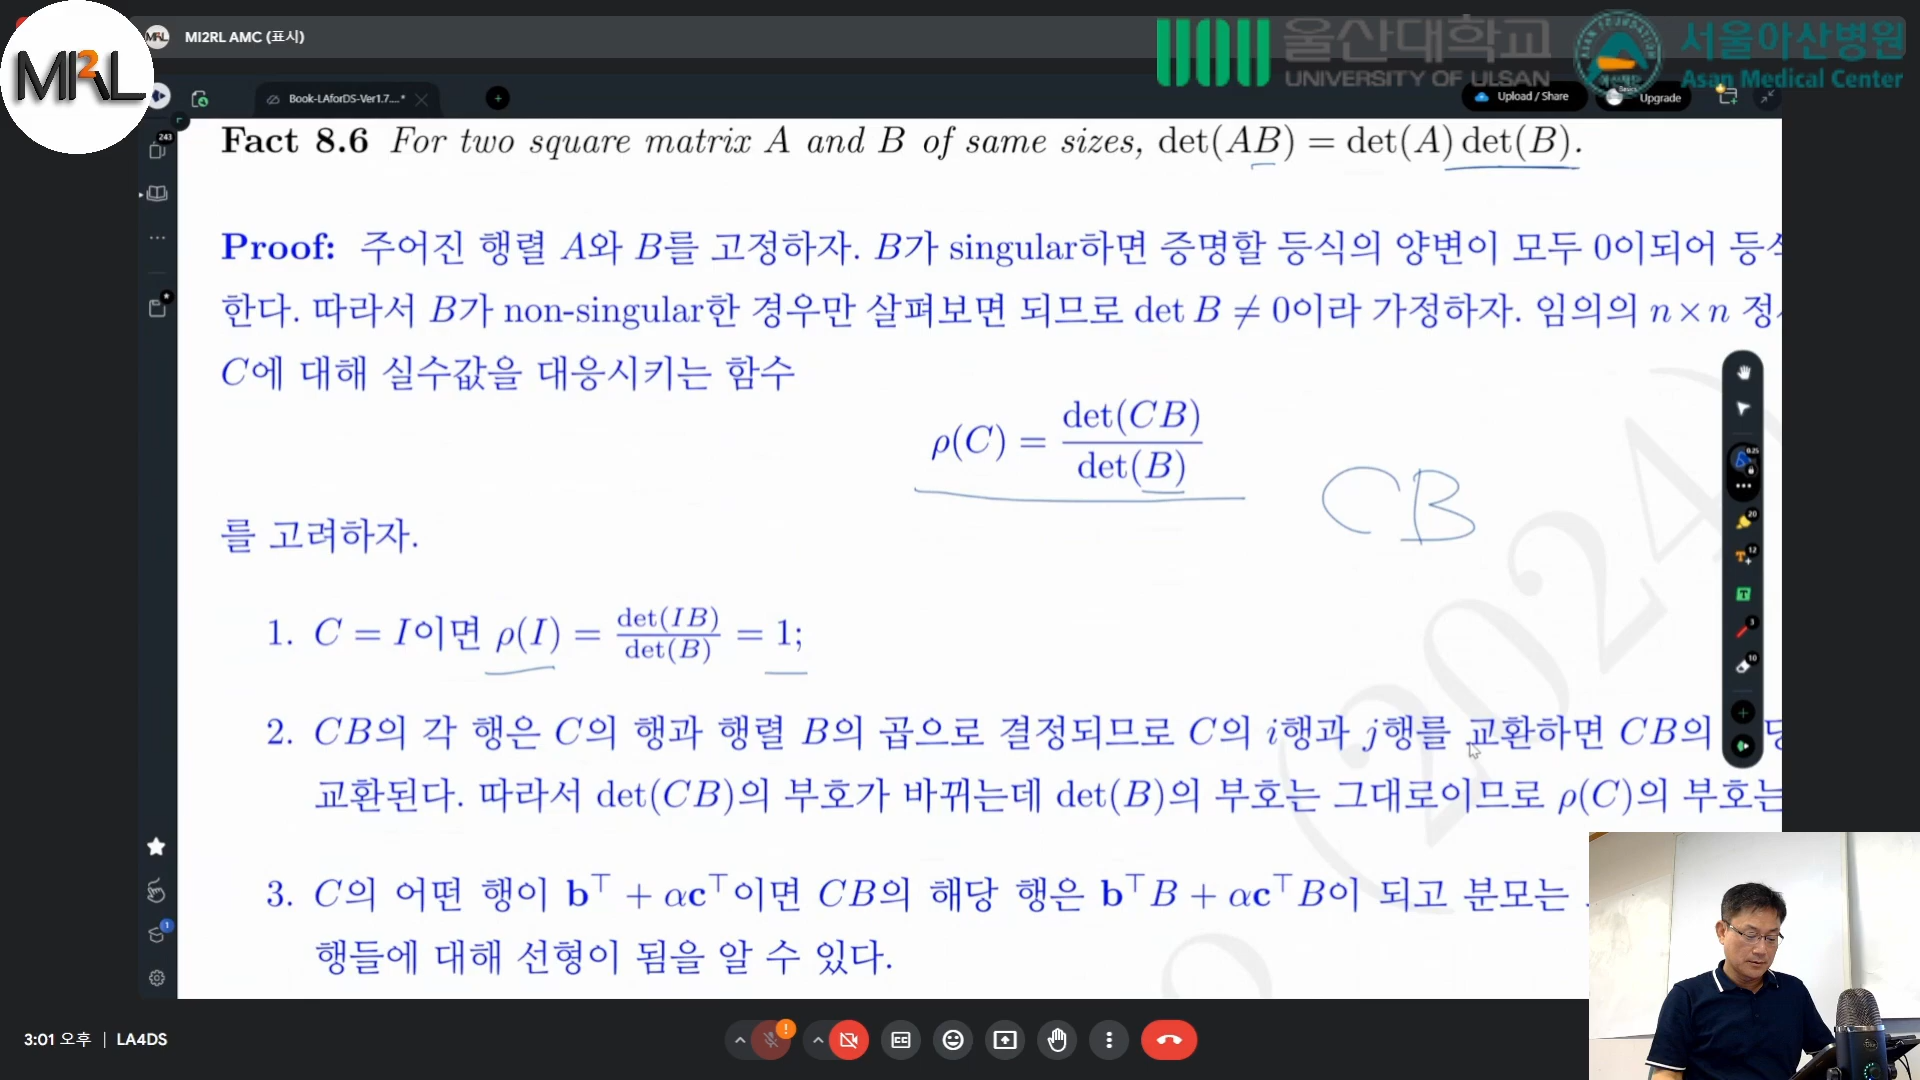 MI2RL
MI2RL AMC (표시)
울산대학교
UNIVERSITY OF ULSAN
서울아산병원
Asan Medical Center
Book-LAforDS-Ver1.7....*
Upload / Share
Upgrade
243
Fact 8.6 For two square matrix A and B of same sizes, det(AB) = det(A) det(B).
Proof: 주어진 행렬 A와 B를 고정하자. B가 singular하면 증명할 등식의 양변이 모두 0이되어
한다. 따라서 B가 non-singular한 경우만 살펴보면 되므로 det B ≠ 0이라 가정하자. 임의의 n×n
C에 대해 실수값을 대응시키는 함수
ρ(C) = det(CB) / det(B)
CB
를 고려하자.
1. C = I이면 ρ(I) = det(IB) / det(B) = 1;
2. CB의 각 행은 C의 행과 행렬 B의 곱으로 결정되므로 C의 i행과 j행를 교환하면 CB의
교환된다. 따라서 det(CB)의 부호가 바뀌는데 det(B)의 부호는 그대로이므로 ρ(C)의 부호는
3. C의 어떤 행이 b⊤ + αc⊤이면 CB의 해당 행은 b⊤B + αc⊤B이 되고 분모는
행들에 대해 선형이 됨을 알 수 있다.
(2024)
0.25
20
12
3
10
1
3:01 오후 | LA4DS